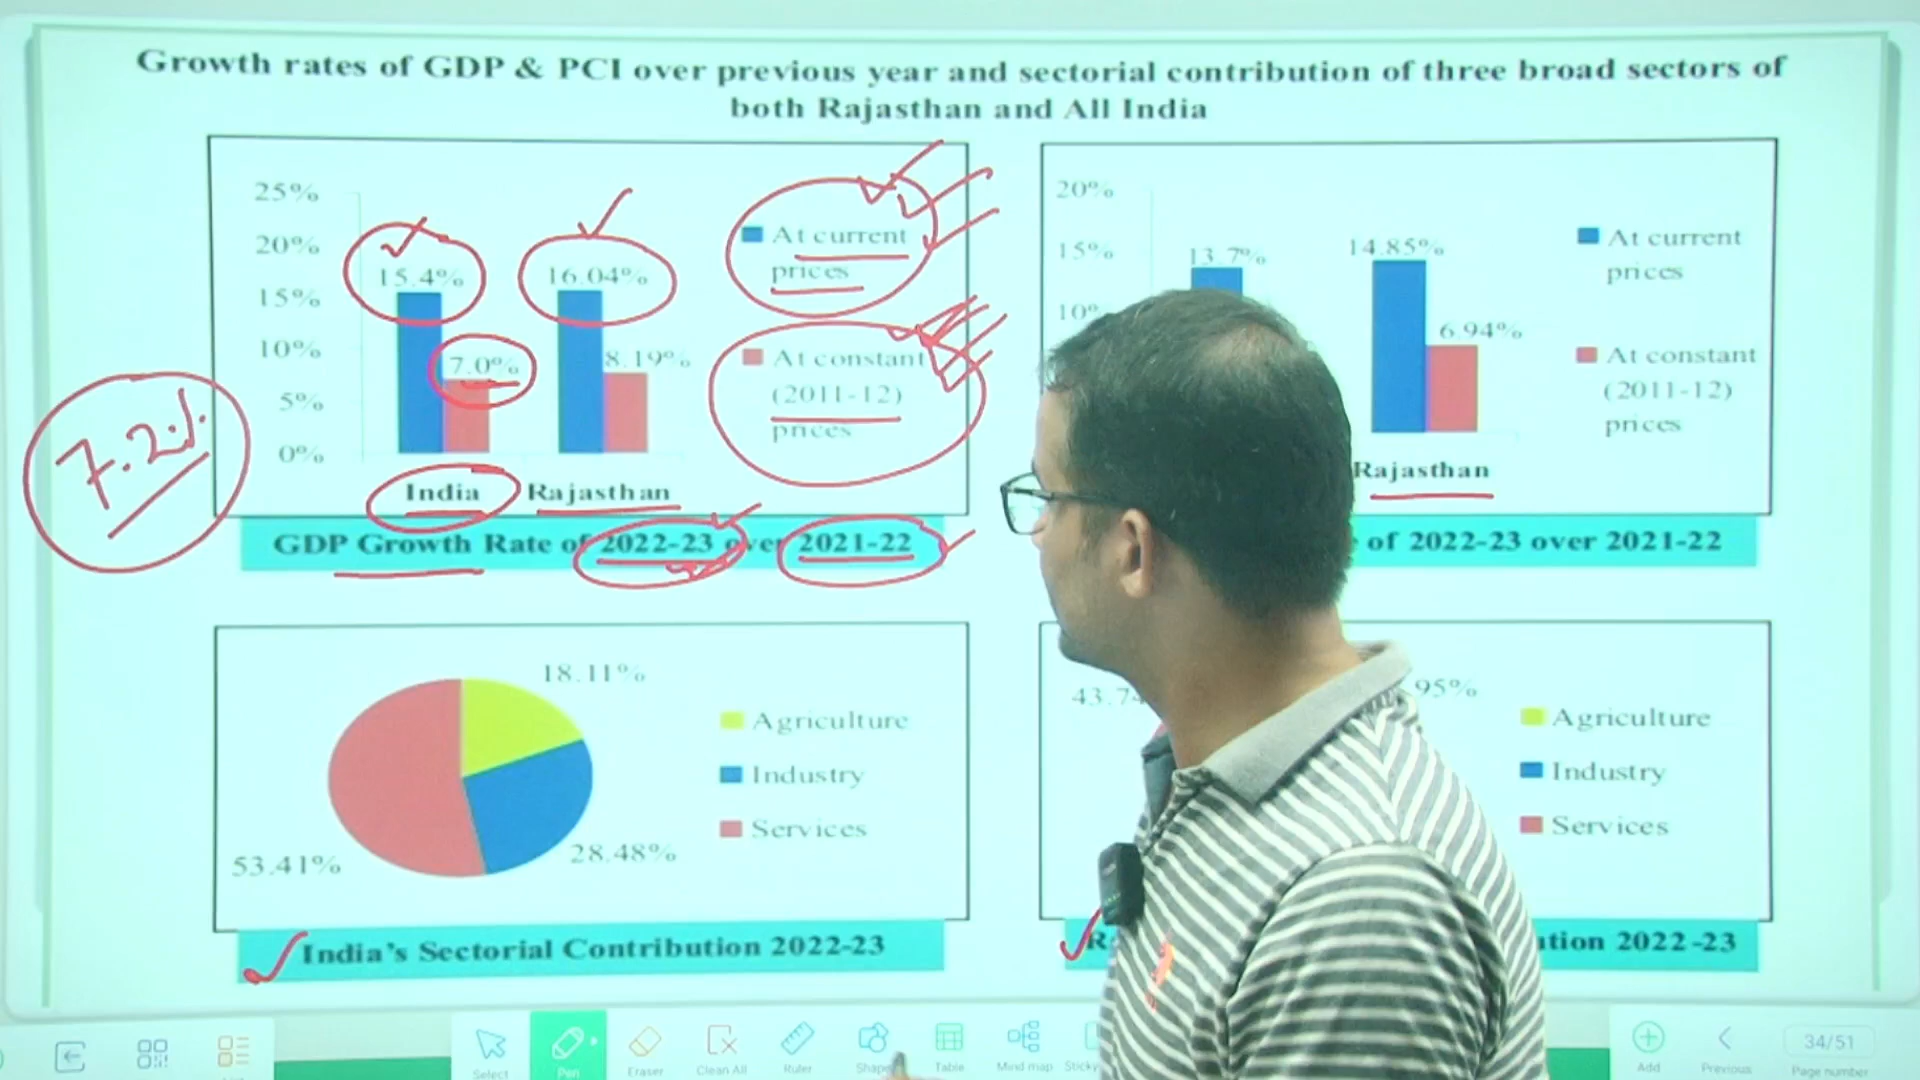 Growth rates of GDP & PCI over previous year and sectorial contribution of three broad sectors of
both Rajasthan and All India
25%
20%
15%
10%
5%
0%
15.4%
7.0%
16.04%
8.19%
At current
prices
At constant
(2011-12)
prices
India Rajasthan
GDP Growth Rate of 2022-23 over 2021-22
7.2%
20%
15%
10%
13.7%
14.85%
6.94%
At current
prices
At constant
(2011-12)
prices
Rajasthan
of 2022-23 over 2021-22
18.11%
28.48%
53.41%
Agriculture
Industry
Services
India's Sectorial Contribution 2022-23
43.7
95%
Agriculture
Industry
Services
2022-23
Select
Pen
Eraser
Clean All
Ruler
Table
Mind map
Add
Previous
34/51
Page number